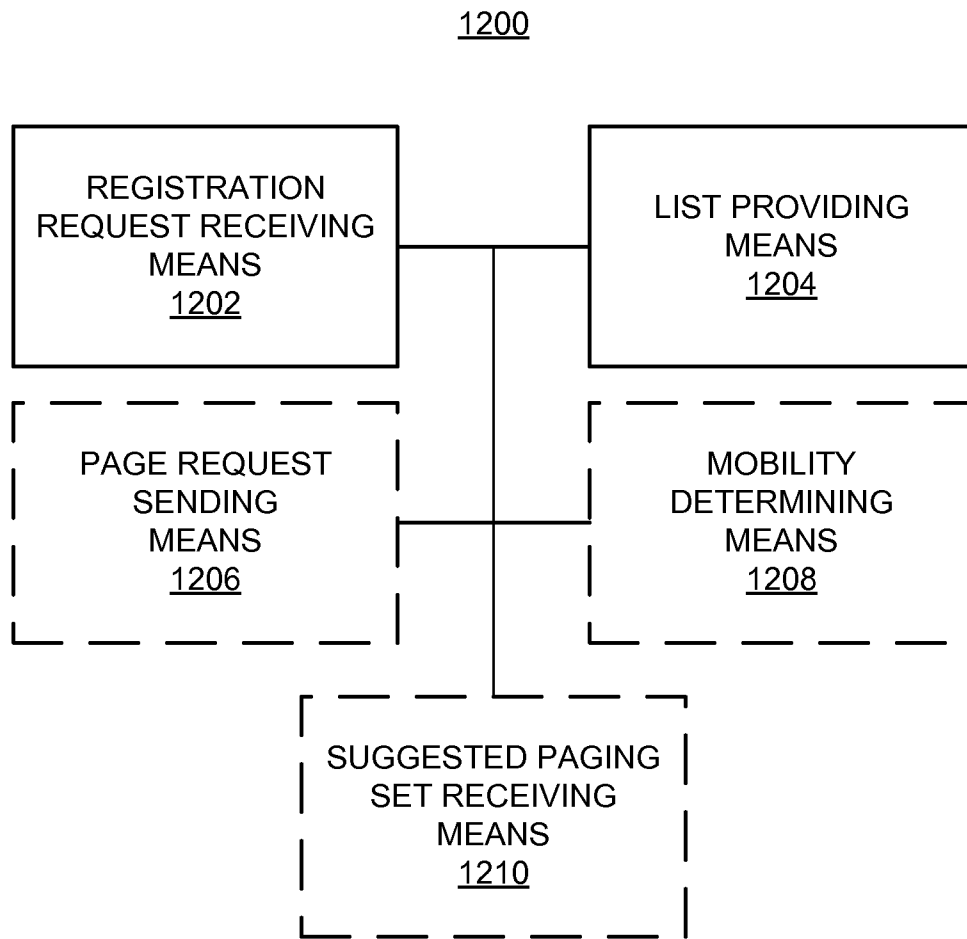 1200
REGISTRATION
REQUEST RECEIVING
MEANS
1202
LIST PROVIDING
MEANS
1204
PAGE REQUEST
SENDING
MEANS
1206
MOBILITY
DETERMINING
MEANS
1208
SUGGESTED PAGING
SET RECEIVING
MEANS
1210